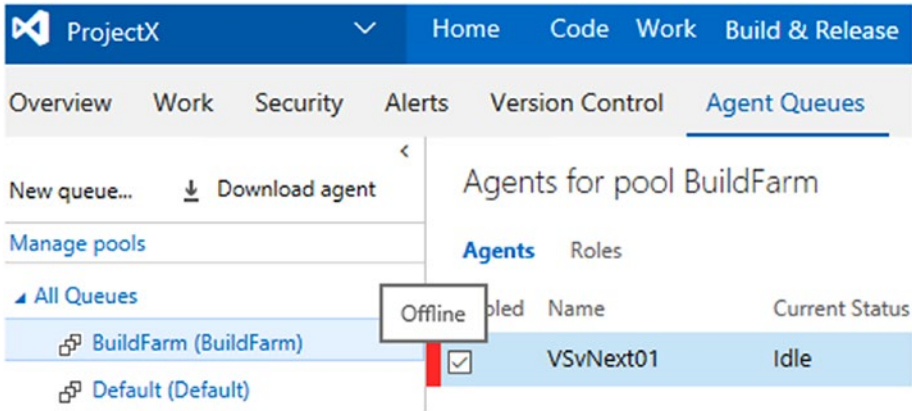 ProjectX Home Code Work Build & Release
Overview Work Security Alerts Version Control Agent Queues
New queue... Download agent
Manage pools
All Queues
BuildFarm (BuildFarm)
Default (Default)
Agents for pool BuildFarm
Agents Roles
Offline
Name Current Status
VSvNext01 Idle